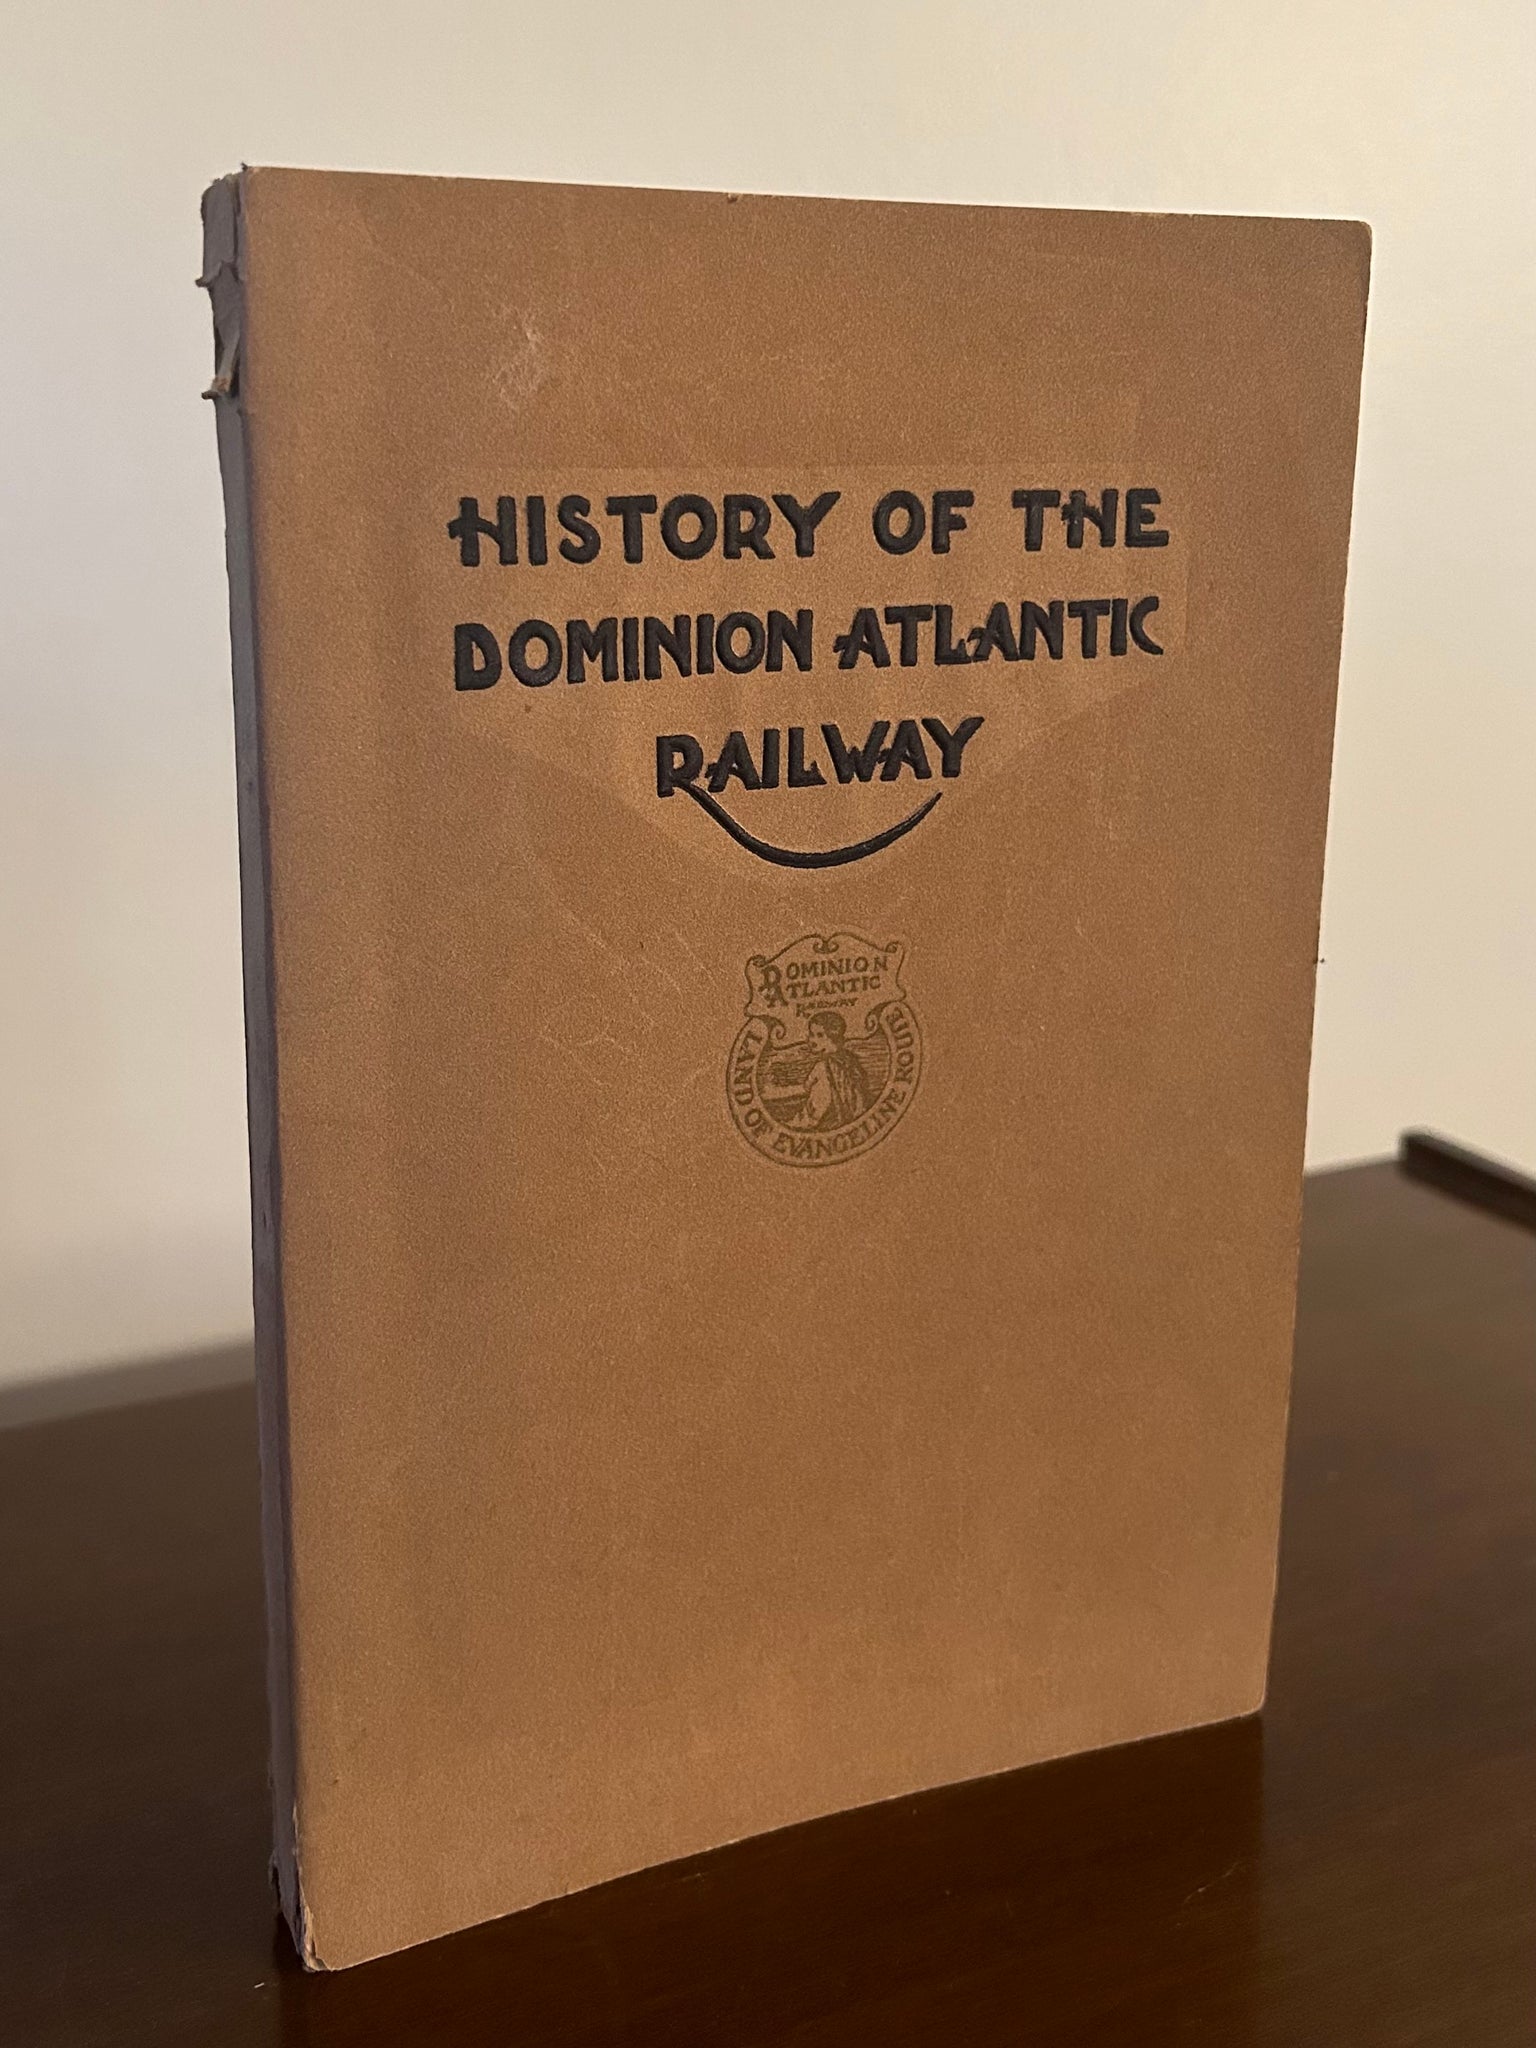 HISTORY OF THE
DOMINION ATLANTIC
RAILWAY
DOMINION
ATLANTIC
RAILWAY
LAND OF EVANGELINE ROUTE